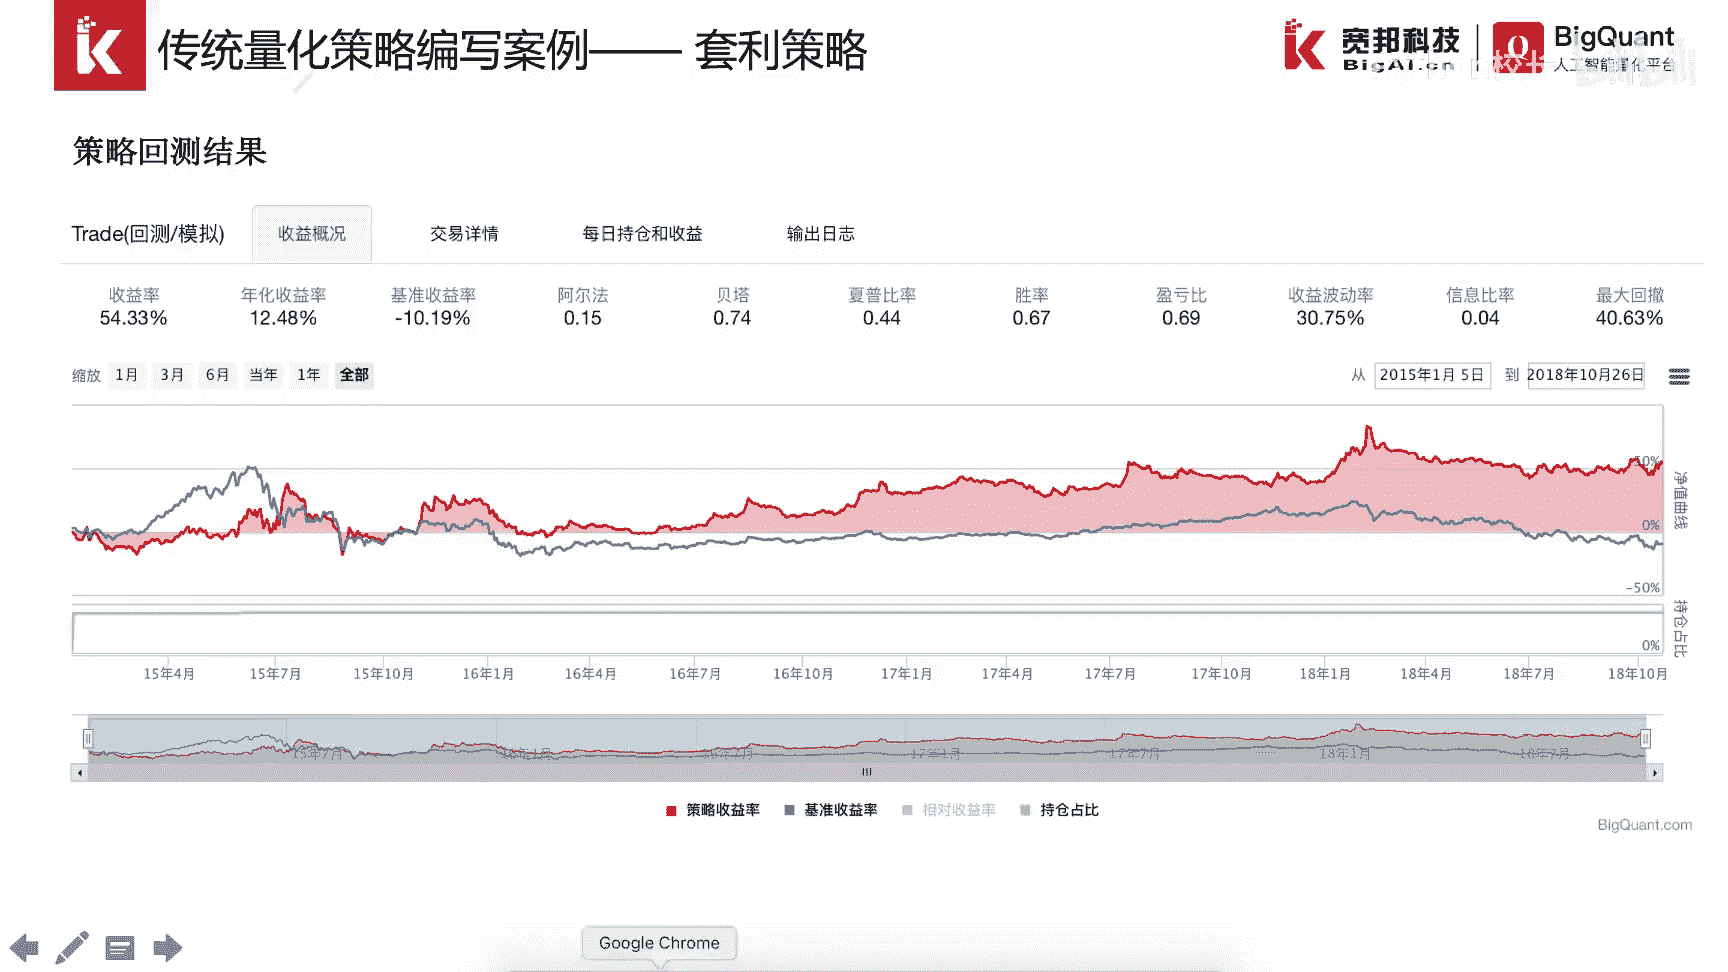 传统量化策略编写案例—— 套利策略
宽邦科技
BigAI.cn
BigQuant
人工智能量化平台
策略回测结果
Trade(回测/模拟) 收益概况 交易详情 每日持仓和收益 输出日志
收益率 年化收益率 基准收益率 阿尔法 贝塔 夏普比率 胜率 盈亏比 收益波动率 信息比率 最大回撤
54.33% 12.48% -10.19% 0.15 0.74 0.44 0.67 0.69 30.75% 0.04 40.63%
缩放 1月 3月 6月 当年 1年 全部 从 2015年1月 5日 到 2018年10月26日
50%
0%
-50%
净值曲线
0%
持仓占比
15年4月 15年7月 15年10月 16年1月 16年4月 16年7月 16年10月 17年1月 17年4月 17年7月 17年10月 18年1月 18年4月 18年7月 18年10月
15年7月 16年1月 16年7月 17年1月 17年7月 18年1月 18年7月
策略收益率 基准收益率 相对收益率 持仓占比
BigQuant.com
Google Chrome